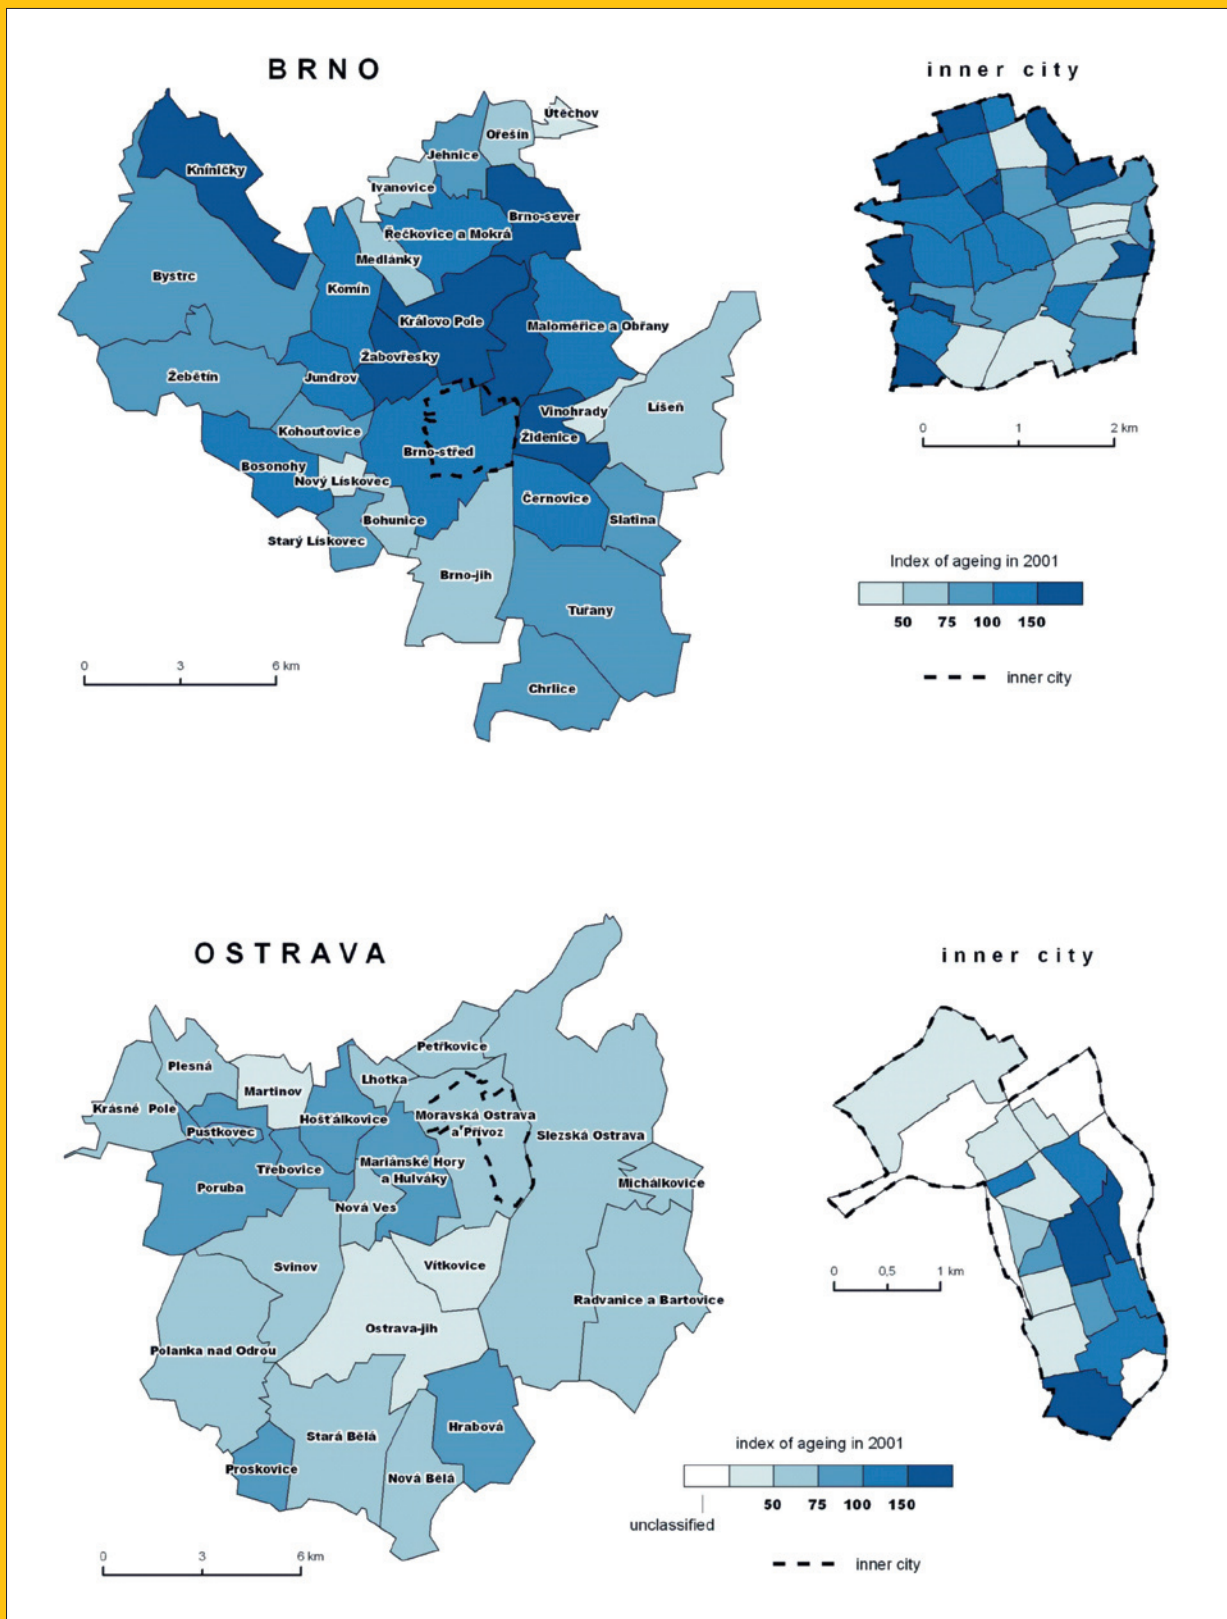 BRNO
inner city
Útěchov
Ořešín
Jehnice
Kníničky
Ivanovice
Brno-sever
Řečkovice a Mokrá
Medlánky
Bystrc
Komín
Královo Pole
Maloměřice a Obřany
Žabovřesky
Žebětín
Jundrov
Vinohrady
Líšeň
Kohoutovice
Židenice
Brno-střed
Bosonohy
Nový Lískovec
Černovice
Bohunice
Slatina
Starý Lískovec
Brno-jih
Tuřany
Chrlice
0 3 6 km
0 1 2 km
Index of ageing in 2001
50 75 100 150
inner city
OSTRAVA
inner city
Petřkovice
Plesná
Lhotka
Martinov
Krásné Pole
Hošťálkovice
Moravská Ostrava
a Přívoz
Pustkovec
Slezská Ostrava
Třebovice
Mariánské Hory
a Hulváky
Poruba
Michálkovice
Nová Ves
Svinov
Vítkovice
Radvanice a Bartovice
Ostrava-jih
Polanka nad Odrou
Hrabová
Stará Bělá
Proskovice
Nová Bělá
0 3 6 km
0 0,5 1 km
index of ageing in 2001
50 75 100 150
unclassified
inner city